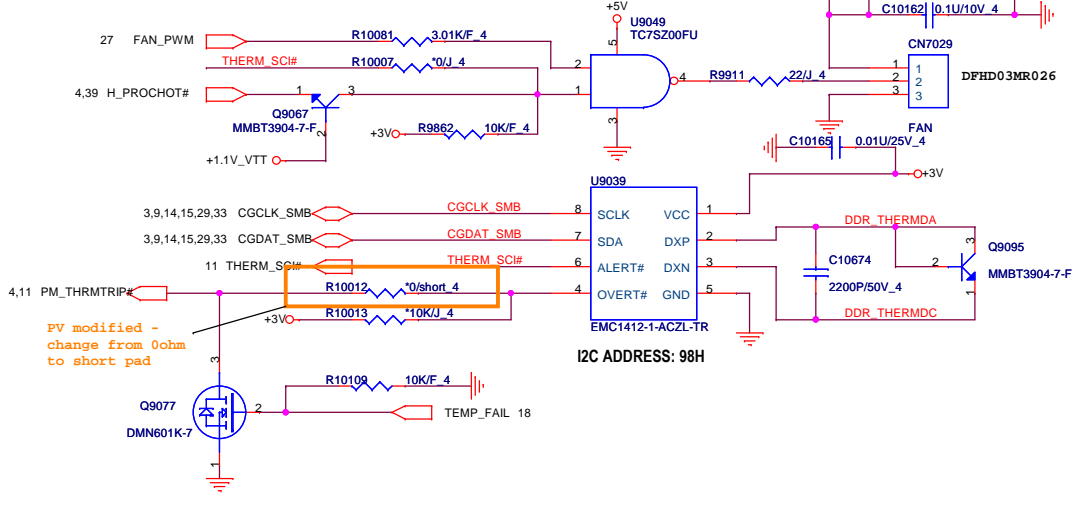 +5V
C10162 0.1U/10V_4
U9049
TC7SZ00FU
27 FAN_PWM R10081 3.01K/F_4
5
CN7029
THERM_SCI# R10007 *0/J_4
2
4 R9911 22/J_4
1 1
2 2
3 3
DFHD03MR026
4,39 H_PROCHOT# 1 3
1
Q9067
MMBT3904-7-F
2
3
+3V R9862 10K/F_4
FAN
C10165 0.01U/25V_4
+1.1V_VTT
+3V
U9039
3,9,14,15,29,33 CGCLK_SMB CGCLK_SMB 8 SCLK VCC 1
DDR_THERMDA
3,9,14,15,29,33 CGDAT_SMB CGDAT_SMB 7 SDA DXP 2
3
Q9095
11 THERM_SCI# THERM_SCI# 6 ALERT# DXN 3
C10674
2
MMBT3904-7-F
2200P/50V_4
4,11 PM_THRMTRIP# R10012 *0/short_4 4 OVERT# GND 5
1
+3V R10013 *10K/J_4
DDR_THERMDC
EMC1412-1-ACZL-TR
PV modified -
change from 0ohm
to short pad
I2C ADDRESS: 98H
3
R10109 10K/F_4
Q9077
2
TEMP_FAIL 18
DMN601K-7
1